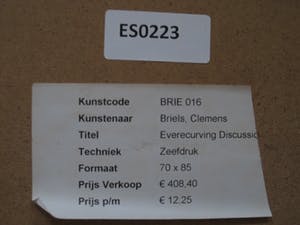 ES0223
Kunstcode BRIE 016
Kunstenaar Briels, Clemens
Titel Everecurving Discussio
Techniek Zeefdruk
Formaat 70 x 85
Prijs Verkoop € 408,40
Prijs p/m € 12,25